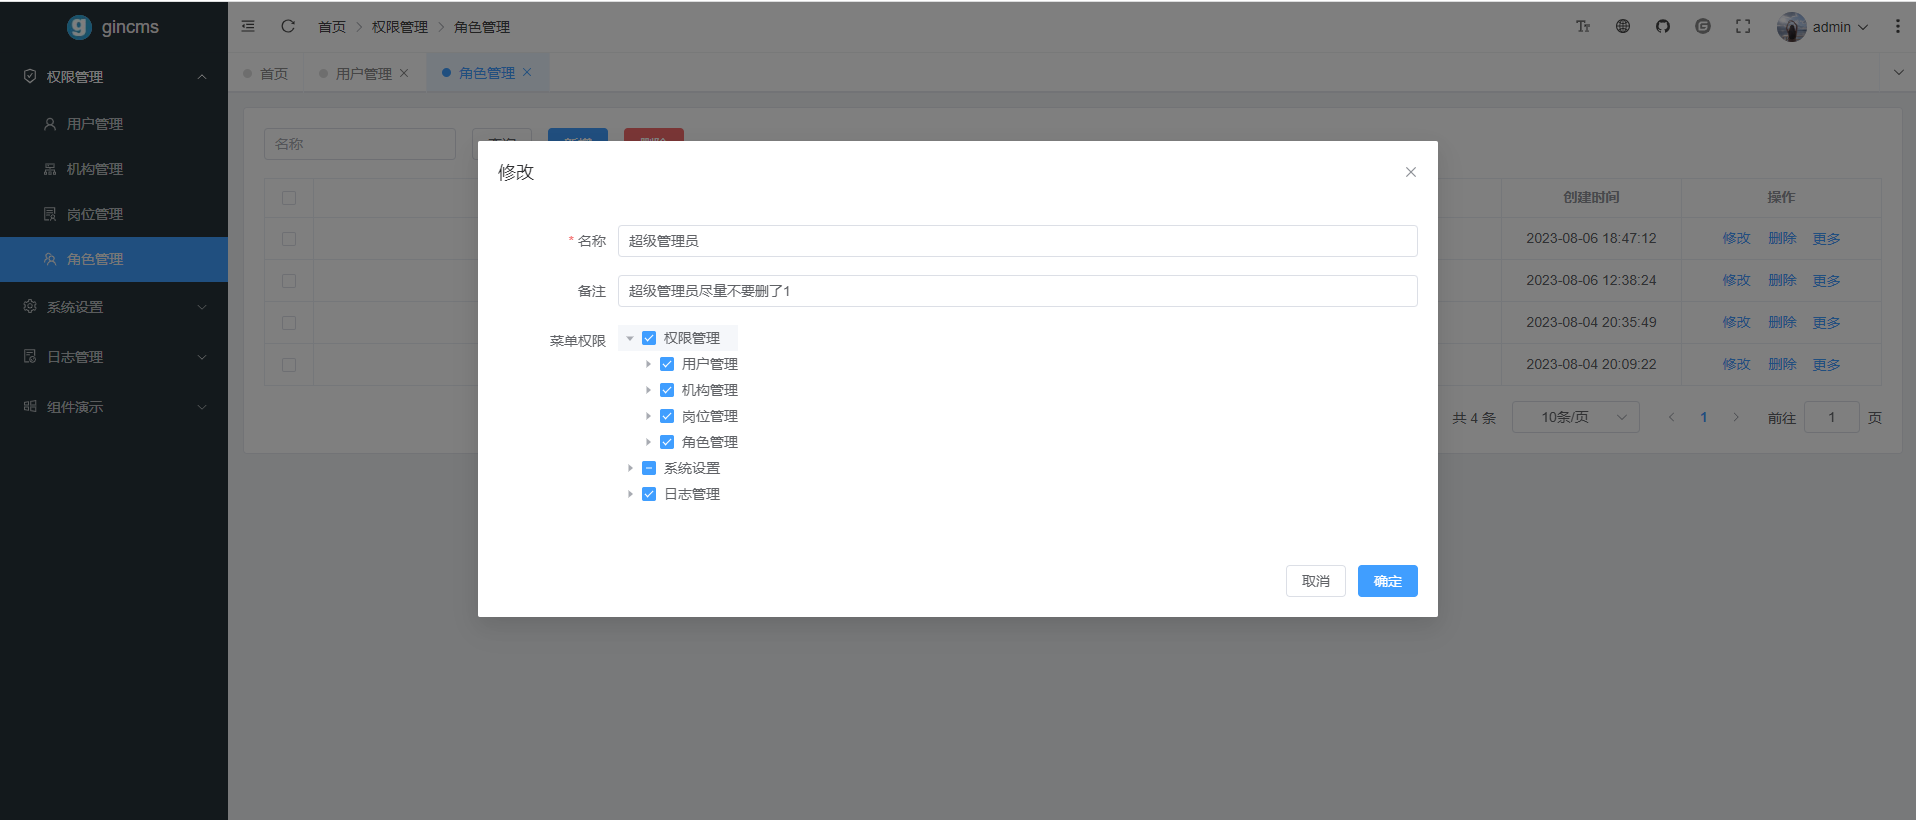 gincms
首页 > 权限管理 > 角色管理
admin
权限管理
用户管理
机构管理
岗位管理
角色管理
系统设置
日志管理
组件演示
首页 用户管理 角色管理
名称 查询 新增 删除
创建时间 操作
2023-08-06 18:47:12 修改 删除 更多
2023-08-06 12:38:24 修改 删除 更多
2023-08-04 20:35:49 修改 删除 更多
2023-08-04 20:09:22 修改 删除 更多
共 4 条 10条/页 1 前往 1 页
修改
* 名称 超级管理员
备注 超级管理员尽量不要删了1
菜单权限 权限管理
用户管理
机构管理
岗位管理
角色管理
系统设置
日志管理
取消 确定